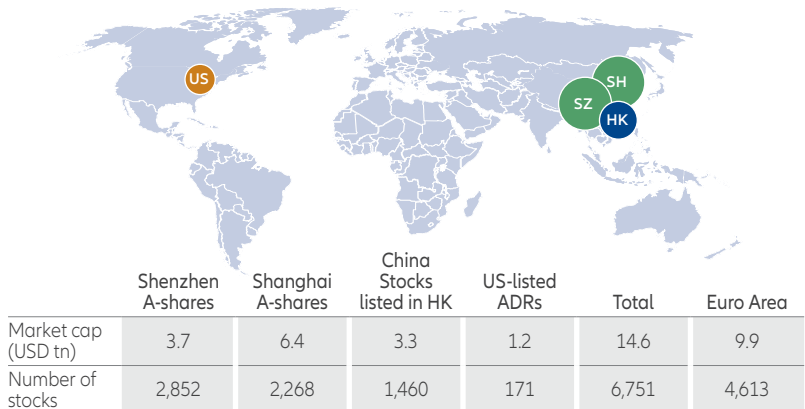 US
SH
SZ
HK
Shenzhen
A-shares
Shanghai
A-shares
China
Stocks
listed in HK
US-listed
ADRs
Total
Euro Area
Market cap
(USD tn)
3.7
6.4
3.3
1.2
14.6
9.9
Number of
stocks
2,852
2,268
1,460
171
6,751
4,613